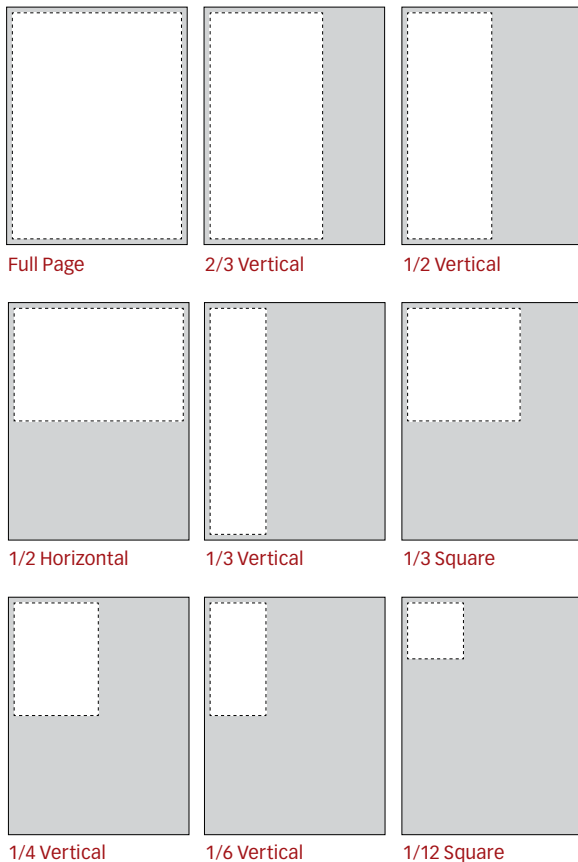 Full Page
2/3 Vertical
1/2 Vertical
1/2 Horizontal
1/3 Vertical
1/3 Square
1/4 Vertical
1/6 Vertical
1/12 Square